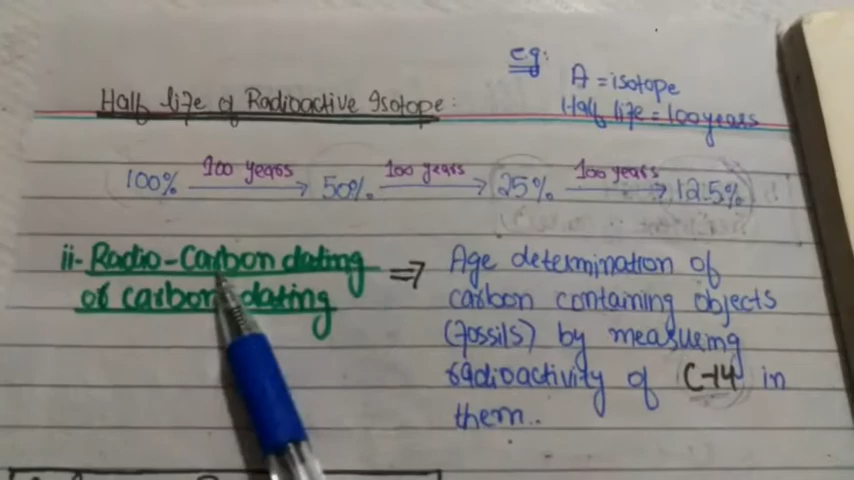 eg:
A = isotope
Half life = 100 years
Half life of Radioactive Isotope:
100% 100 years 50% 100 years 25% 100 years 12.5%
ii- Radio-Carbon dating ⇒ Age determination of
or carbon dating carbon containing objects
(fossils) by measuring
radioactivity of C-14 in
them..